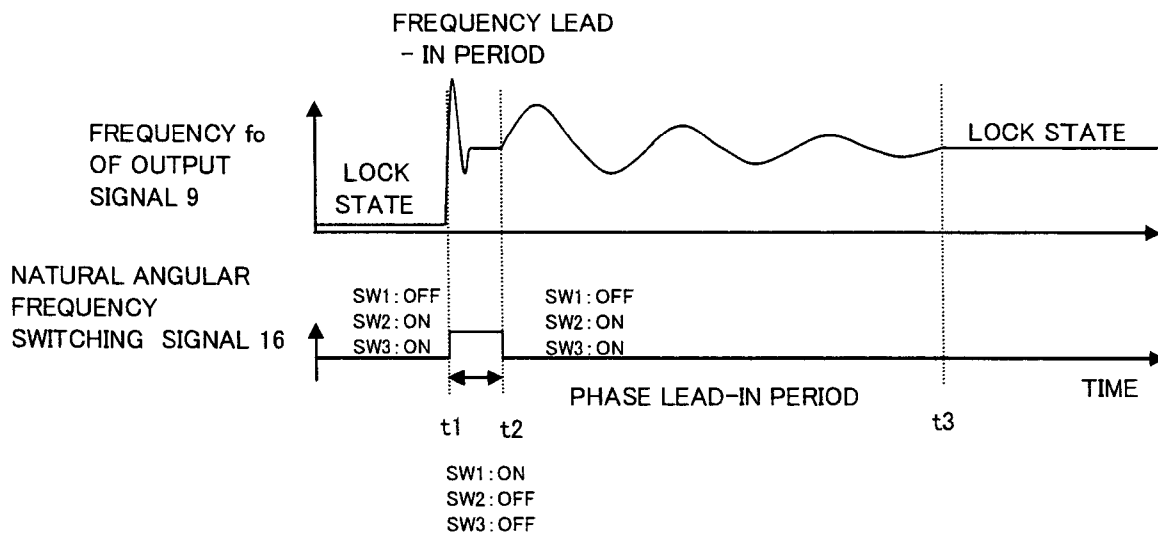 FREQUENCY LEAD
- IN PERIOD
FREQUENCY fo
OF OUTPUT
SIGNAL 9
LOCK
STATE
LOCK STATE
NATURAL ANGULAR
FREQUENCY
SWITCHING SIGNAL 16
SW1:OFF
SW2:ON
SW3:ON
SW1:OFF
SW2:ON
SW3:ON
PHASE LEAD-IN PERIOD
TIME
t1
t2
t3
SW1:ON
SW2:OFF
SW3:OFF